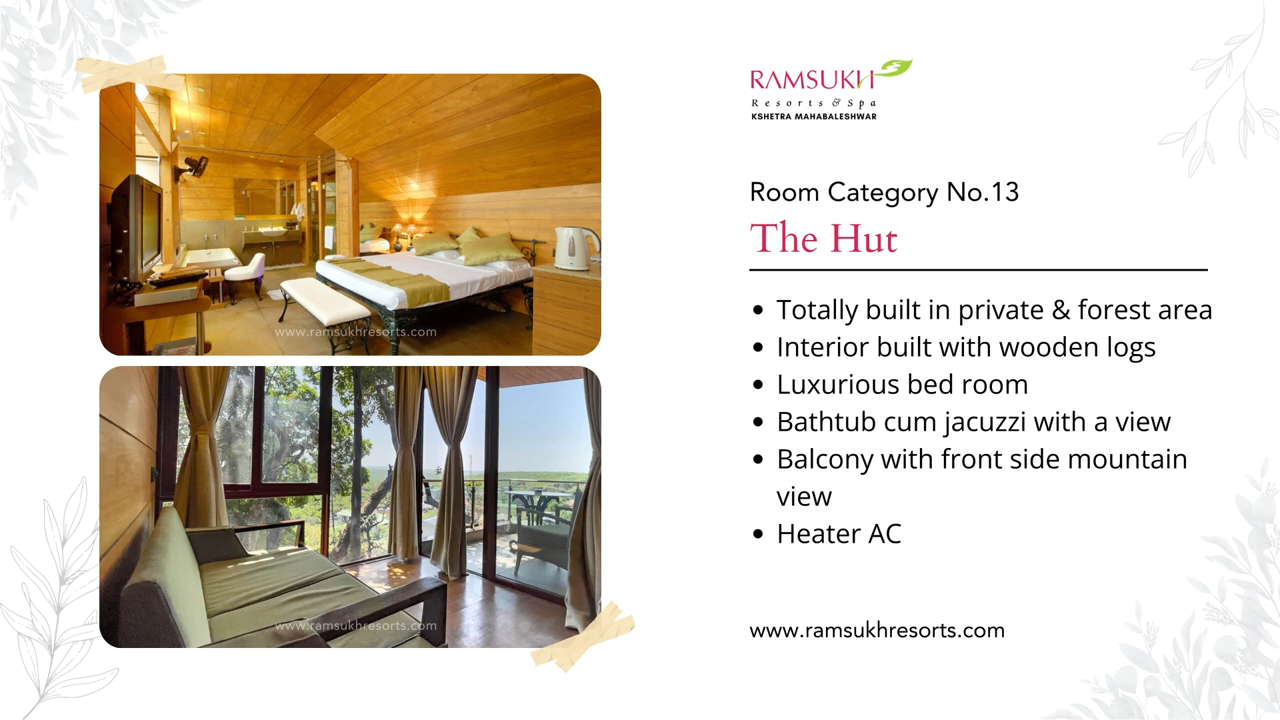 RAMSUKH
Resorts & Spa
KSHETRA MAHABALESHWAR
Room Category No.13
The Hut
• Totally built in private & forest area
• Interior built with wooden logs
• Luxurious bed room
• Bathtub cum jacuzzi with a view
• Balcony with front side mountain
view
• Heater AC
www.ramsukhresorts.com
www.ramsukhresorts.com
www.ramsukhresorts.com